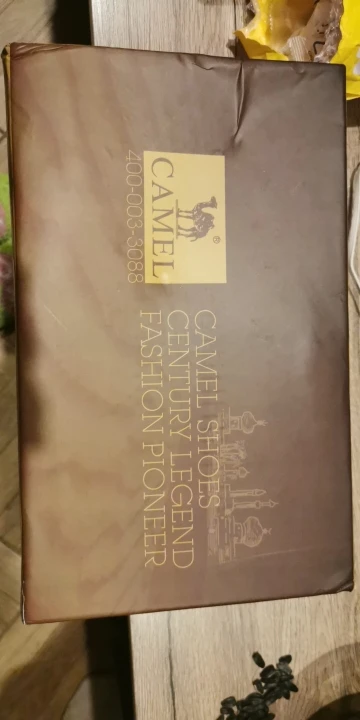 ®
CAMEL
400-003-3088
CAMEL SHOES
CENTURY LEGEND
FASHION PIONEER